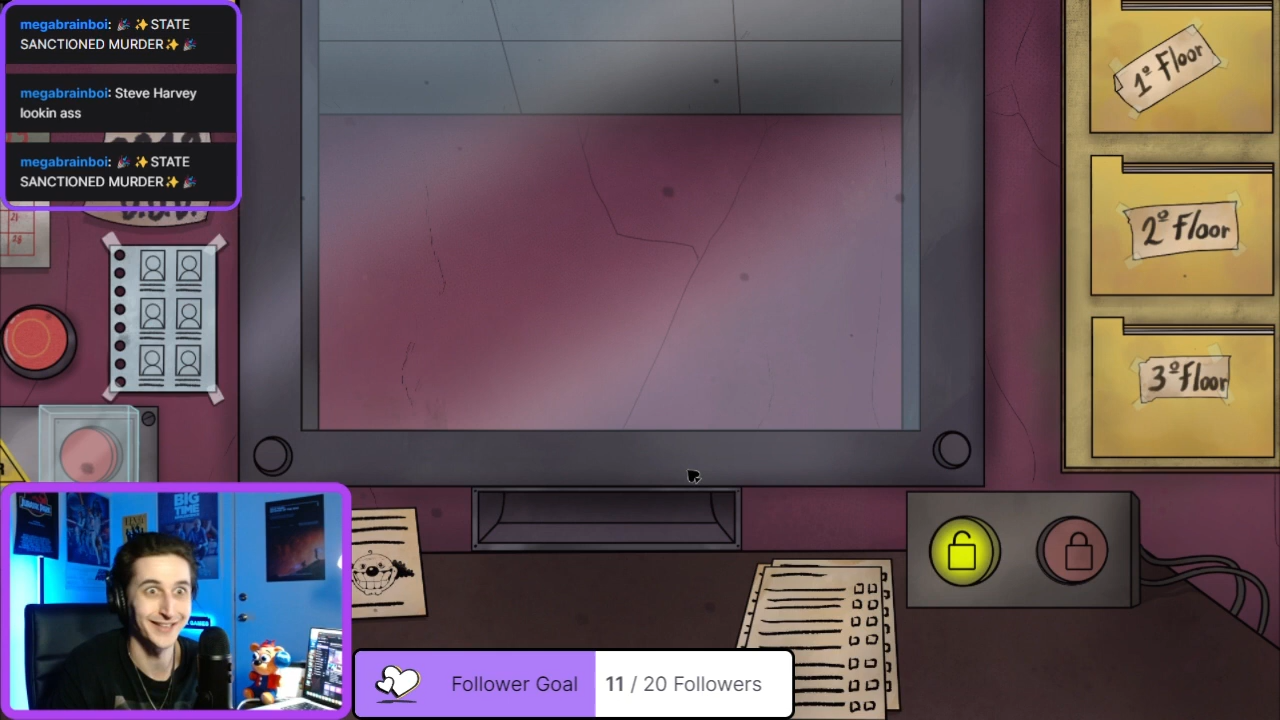 megabrainboi: 🎉 ✨STATE
SANCTIONED MURDER✨ 🎉
megabrainboi: Steve Harvey
lookin ass
megabrainboi: 🎉 ✨STATE
SANCTIONED MURDER✨ 🎉
1º Floor
2º Floor
3º Floor
BIG
TIME
Follower Goal
11 / 20 Followers